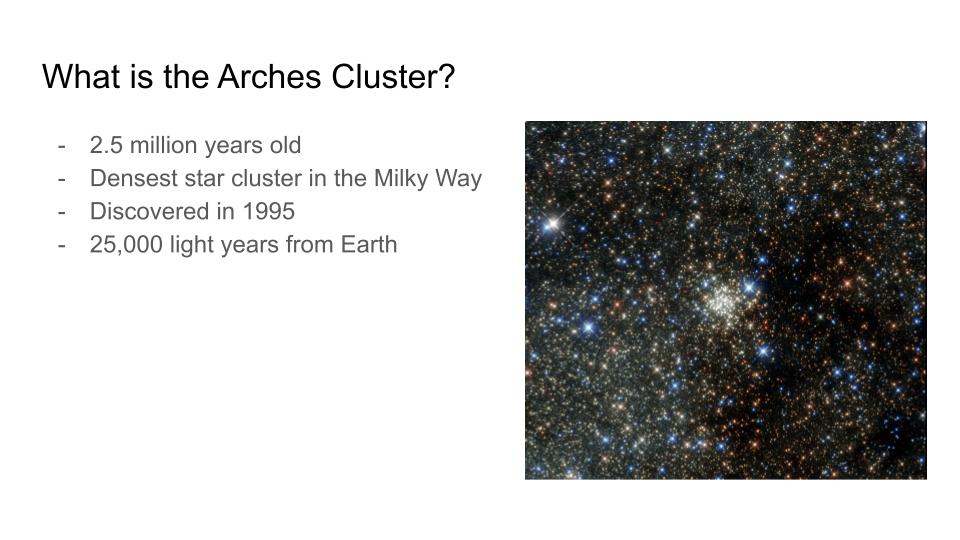 What is the Arches Cluster?
- 2.5 million years old
- Densest star cluster in the Milky Way
- Discovered in 1995
- 25,000 light years from Earth